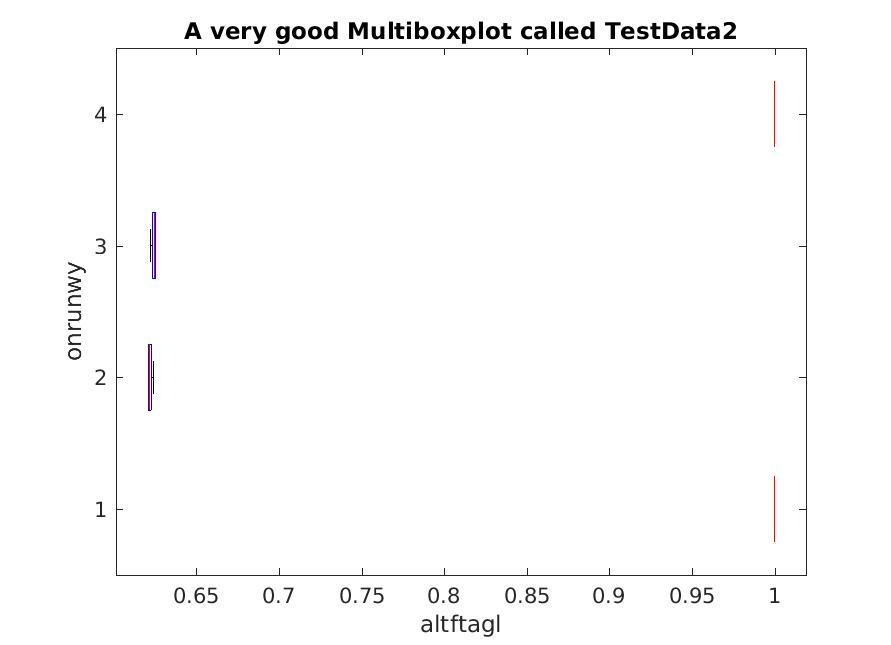 A very good Multiboxplot called TestData2
4
3
2
1
onrunwy
0.65 0.7 0.75 0.8 0.85 0.9 0.95 1
altftagl